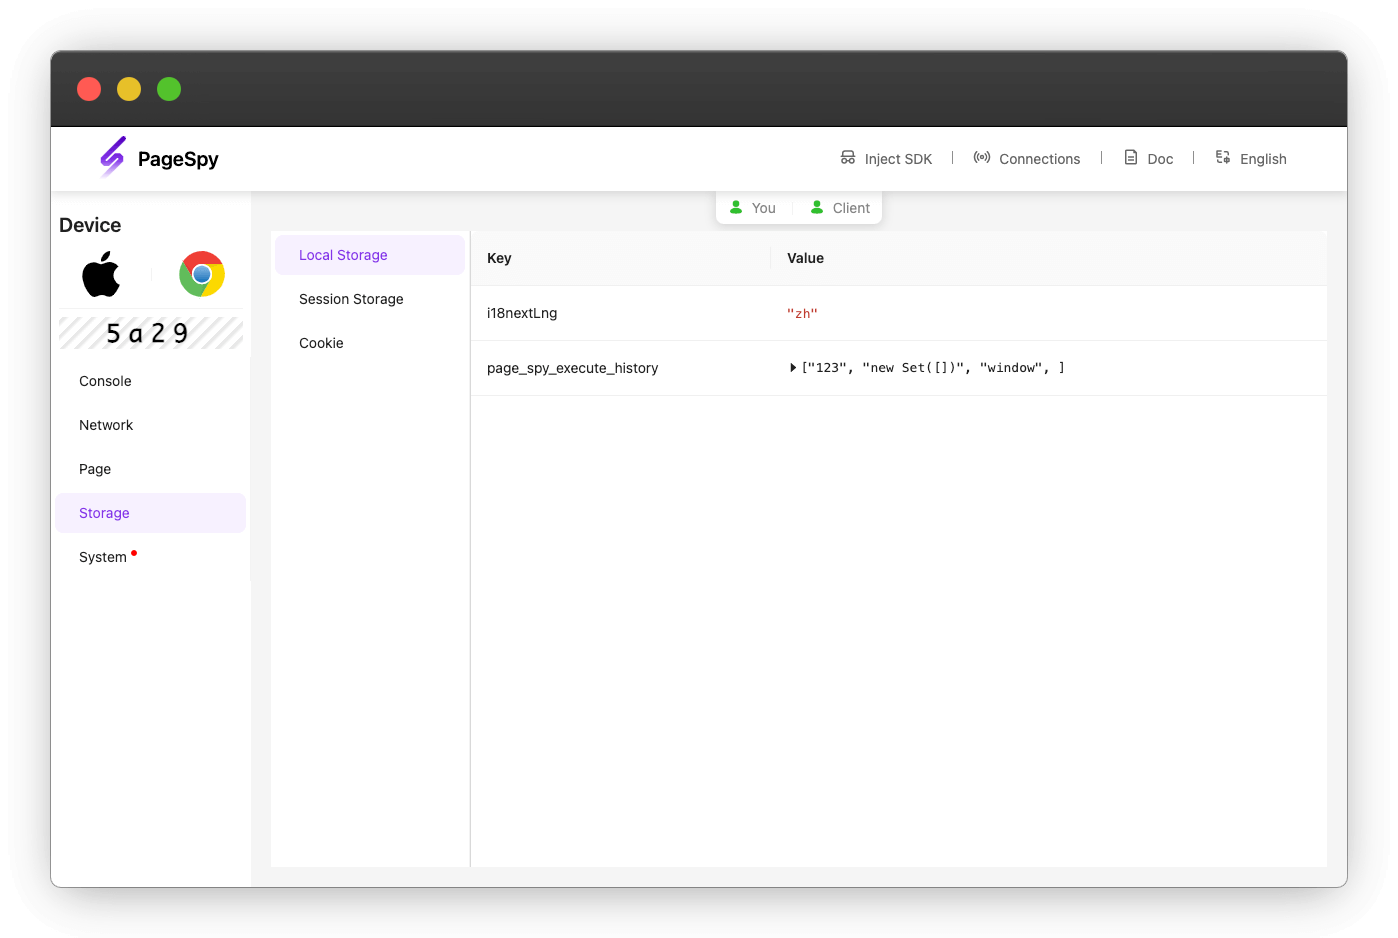 PageSpy
Inject SDK
Connections
Doc
English
You
Client
Device
5a29
Console
Network
Page
Storage
System
Local Storage
Session Storage
Cookie
Key Value
i18nextLng "zh"
page_spy_execute_history ["123", "new Set([])", "window", ]